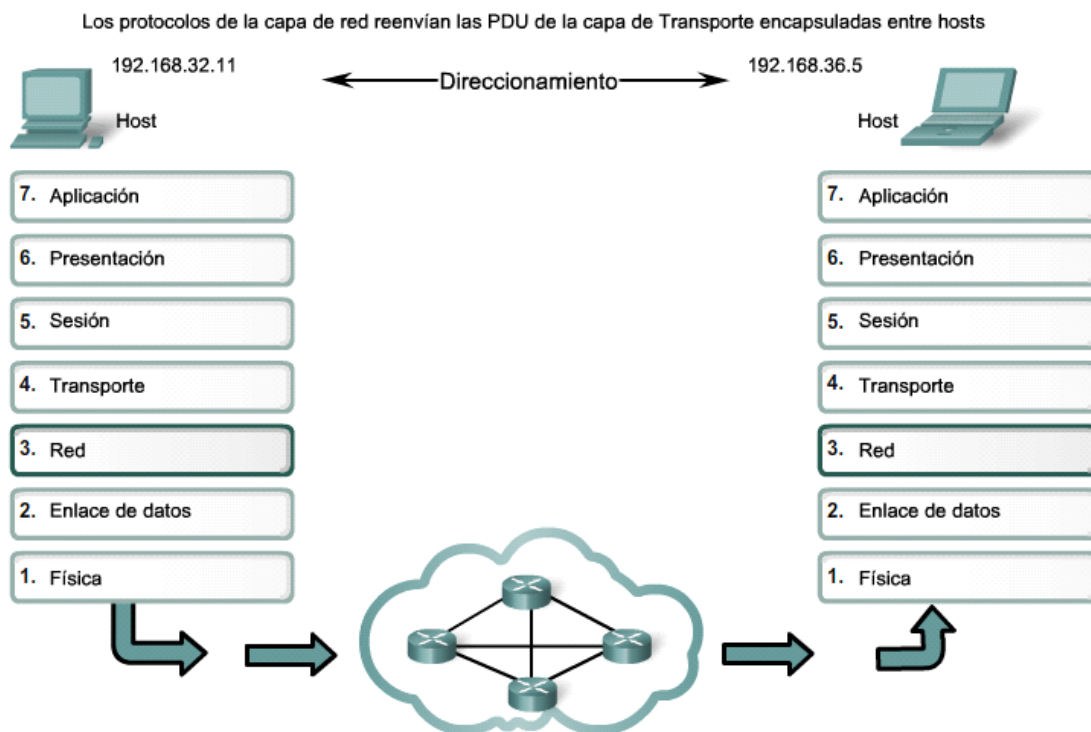 Los protocolos de la capa de red reenvían las PDU de la capa de Transporte encapsuladas entre hosts
192.168.32.11
Direccionamiento
192.168.36.5
Host
Host
7. Aplicación
6. Presentación
5. Sesión
4. Transporte
3. Red
2. Enlace de datos
1. Física
7. Aplicación
6. Presentación
5. Sesión
4. Transporte
3. Red
2. Enlace de datos
1. Física